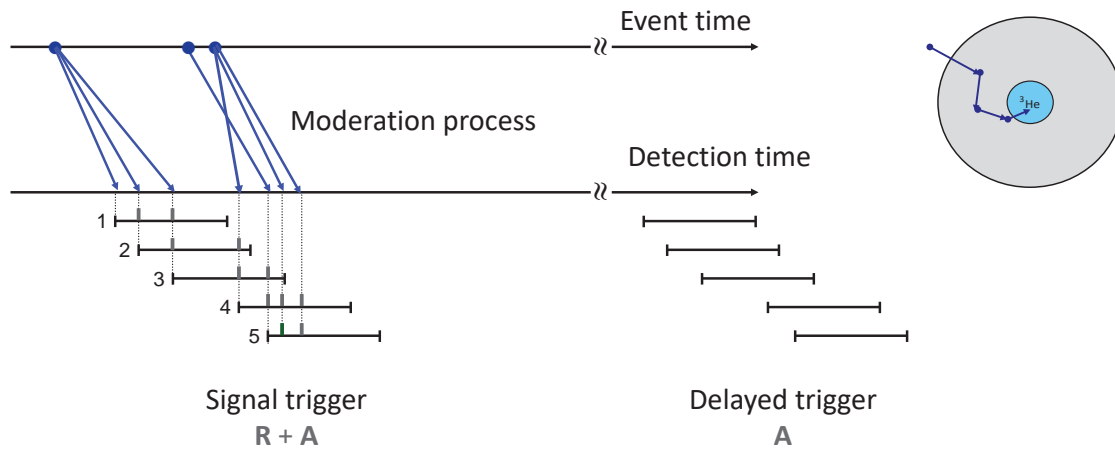 Event time
≈
³He
Moderation process
Detection time
≈
1
2
3
4
5
Signal trigger
R + A
Delayed trigger
A